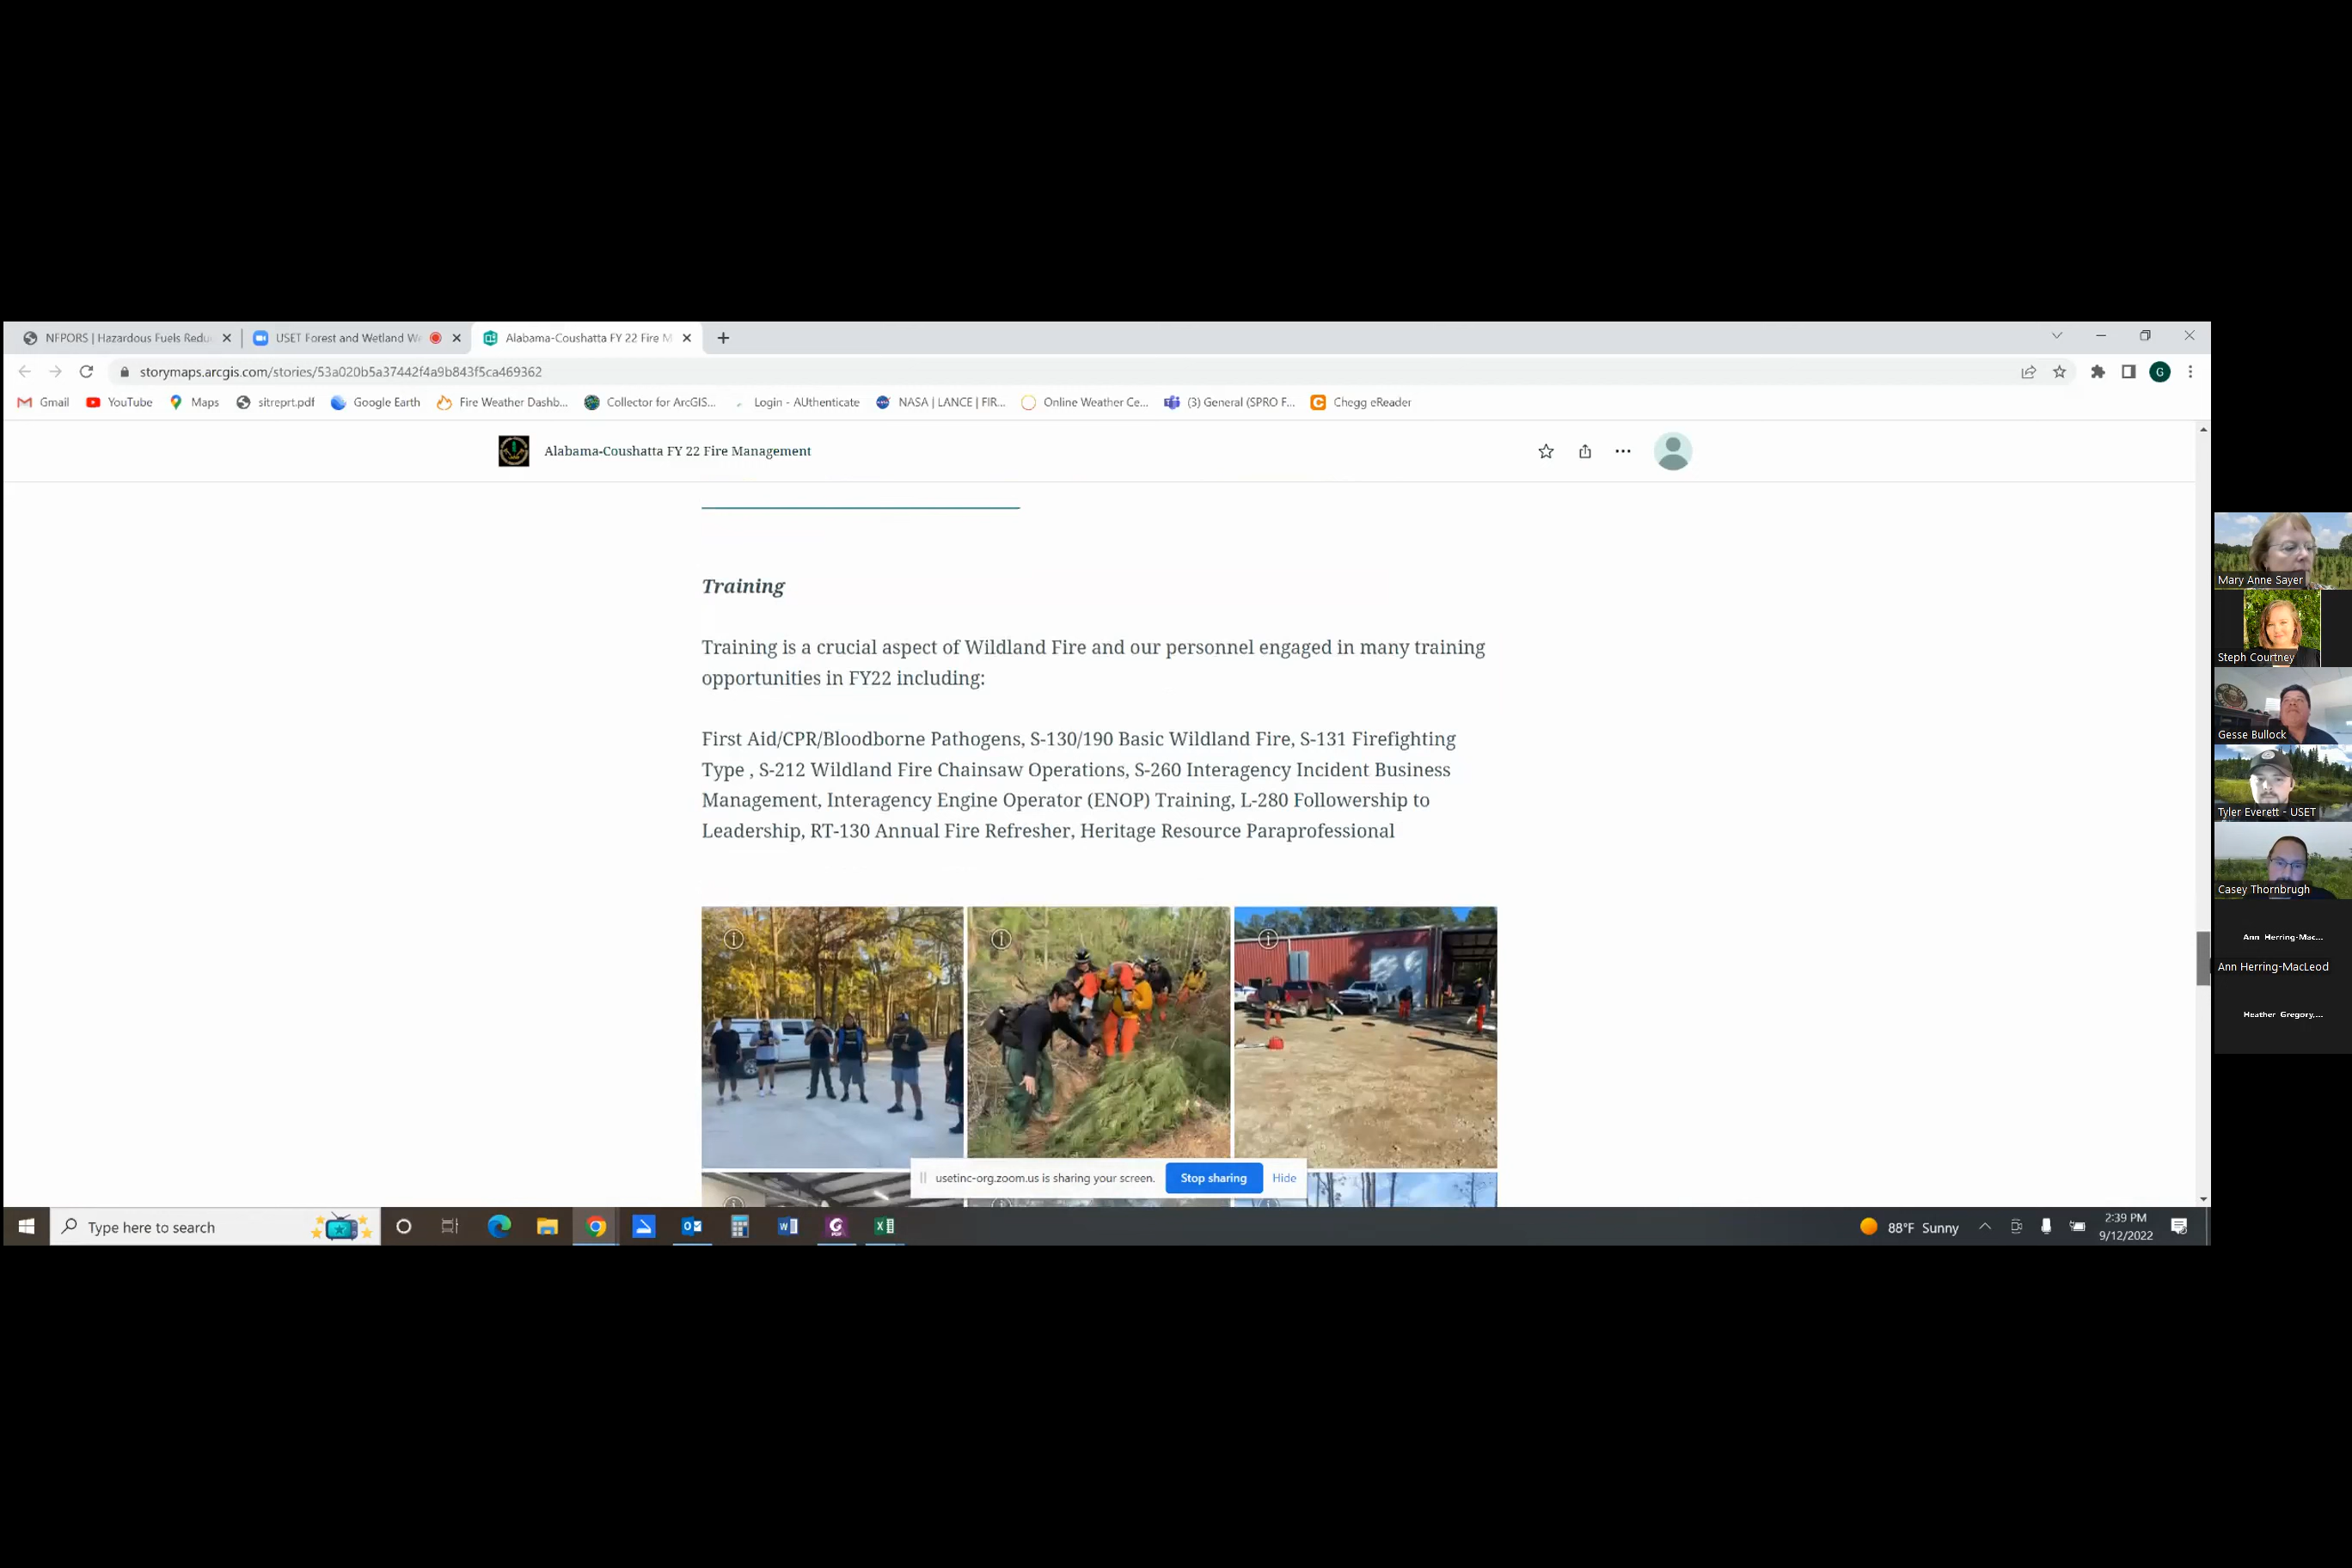 NFPORS | Hazardous Fuels Redu
USET Forest and Wetland W
Alabama-Coushatta FY 22 Fire M
storymaps.arcgis.com/stories/53a020b5a37442f4a9b843f5ca469362
G
Gmail
YouTube
Maps
sitreprt.pdf
Google Earth
Fire Weather Dashb...
Collector for ArcGIS...
Login - AUthenticate
NASA | LANCE | FIR...
Online Weather Ce...
(3) General (SPRO F...
Chegg eReader
Alabama-Coushatta FY 22 Fire Management
Training
Training is a crucial aspect of Wildland Fire and our personnel engaged in many training
opportunities in FY22 including:
First Aid/CPR/Bloodborne Pathogens, S-130/190 Basic Wildland Fire, S-131 Firefighting
Type , S-212 Wildland Fire Chainsaw Operations, S-260 Interagency Incident Business
Management, Interagency Engine Operator (ENOP) Training, L-280 Followership to
Leadership, RT-130 Annual Fire Refresher, Heritage Resource Paraprofessional
usetinc-org.zoom.us is sharing your screen.
Stop sharing
Hide
Type here to search
88°F Sunny
2:39 PM
9/12/2022
Mary Anne Sayer
Steph Courtney
Gesse Bullock
Tyler Everett - USET
Casey Thornbrugh
Ann Herring-Mac...
Ann Herring-MacLeod
Heather Gregory,...